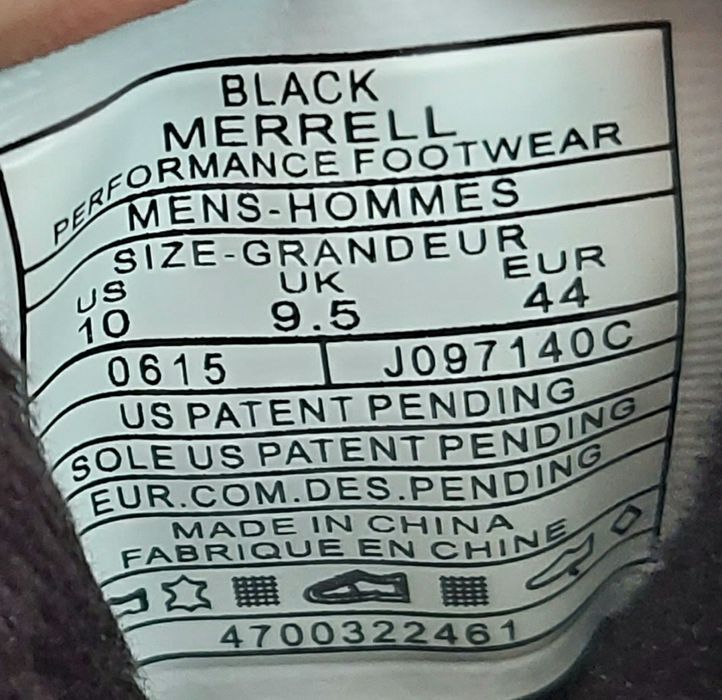 BLACK
MERRELL
PERFORMANCE FOOTWEAR
MENS-HOMMES
SIZE-GRANDEUR
US UK EUR
10 9.5 44
0615 J097140C
US PATENT PENDING
SOLE US PATENT PENDING
EUR.COM.DES.PENDING
MADE IN CHINA
FABRIQUE EN CHINE
4700322461